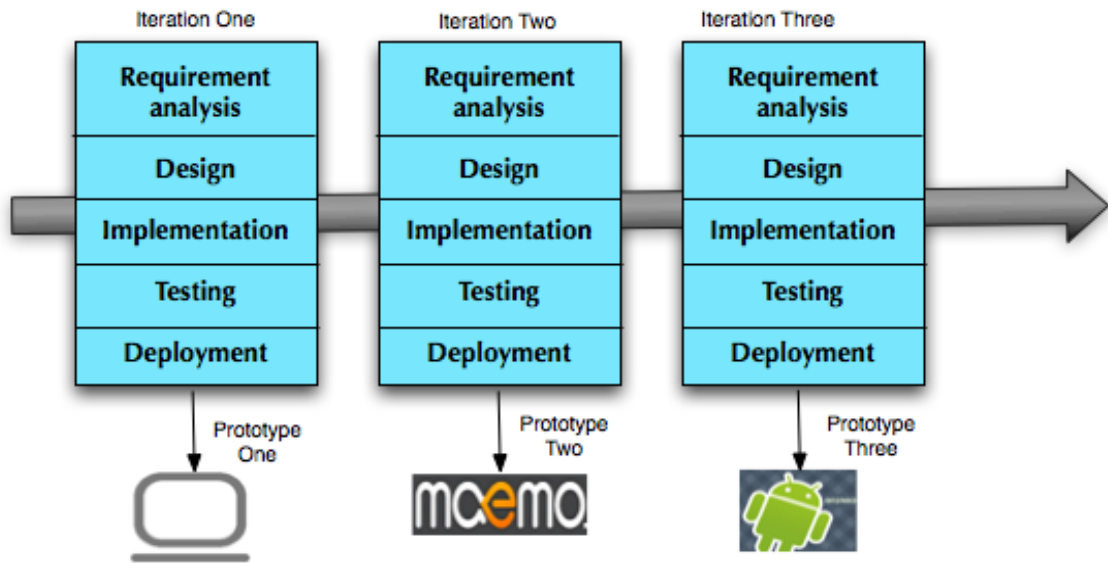 Iteration One
Requirement
analysis
Design
Implementation
Testing
Deployment
Prototype
One
Iteration Two
Requirement
analysis
Design
Implementation
Testing
Deployment
Prototype
Two
maemo
Iteration Three
Requirement
analysis
Design
Implementation
Testing
Deployment
Prototype
Three